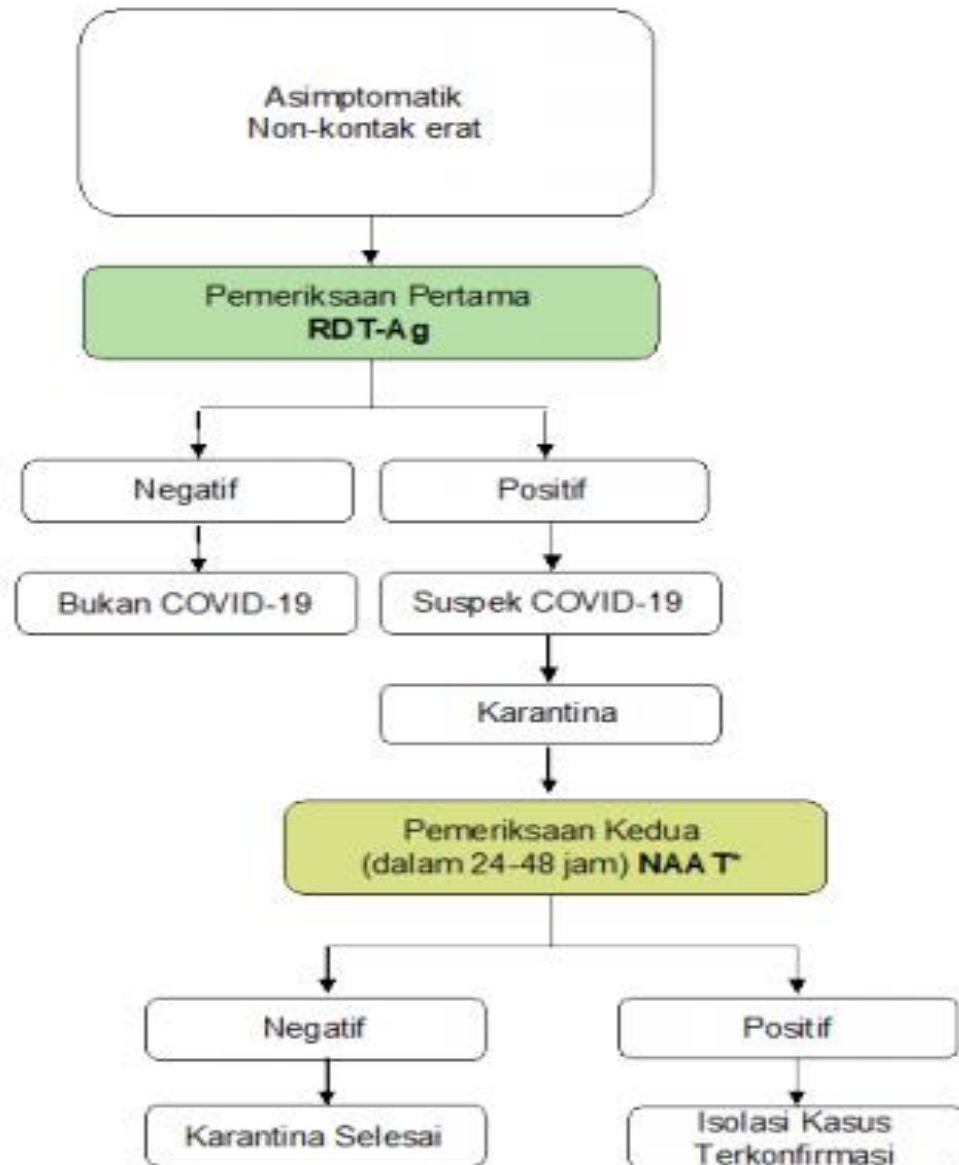 Asimptomatik
Non-kontak erat
Pemeriksaan Pertama
RDT-Ag
Negatif
Positif
Bukan COVID-19
Suspek COVID-19
Karantina
Pemeriksaan Kedua
(dalam 24-48 jam) NAAT*
Negatif
Positif
Karantina Selesai
Isolasi Kasus
Terkonfirmasi